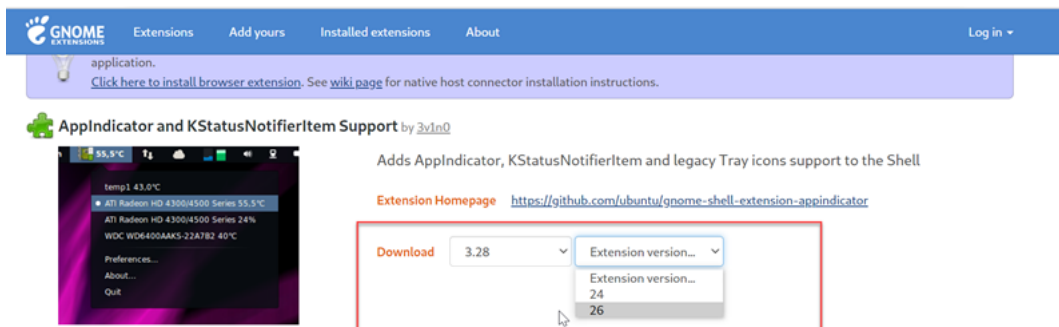 GNOME
EXTENSIONS
Extensions
Add yours
Installed extensions
About
Log in
application.
Click here to install browser extension. See wiki page for native host connector installation instructions.
AppIndicator and KStatusNotifierItem Support by 3v1n0
55,5°C
temp1 43,0°C
ATI Radeon HD 4300/4500 Series 55,5°C
ATI Radeon HD 4300/4500 Series 24%
WDC WD6400AAKS-22A7B2 40°C
Preferences...
About...
Quit
Adds AppIndicator, KStatusNotifierItem and legacy Tray icons support to the Shell
Extension Homepage https://github.com/ubuntu/gnome-shell-extension-appindicator
Download 3.28 Extension version...
Extension version...
24
26